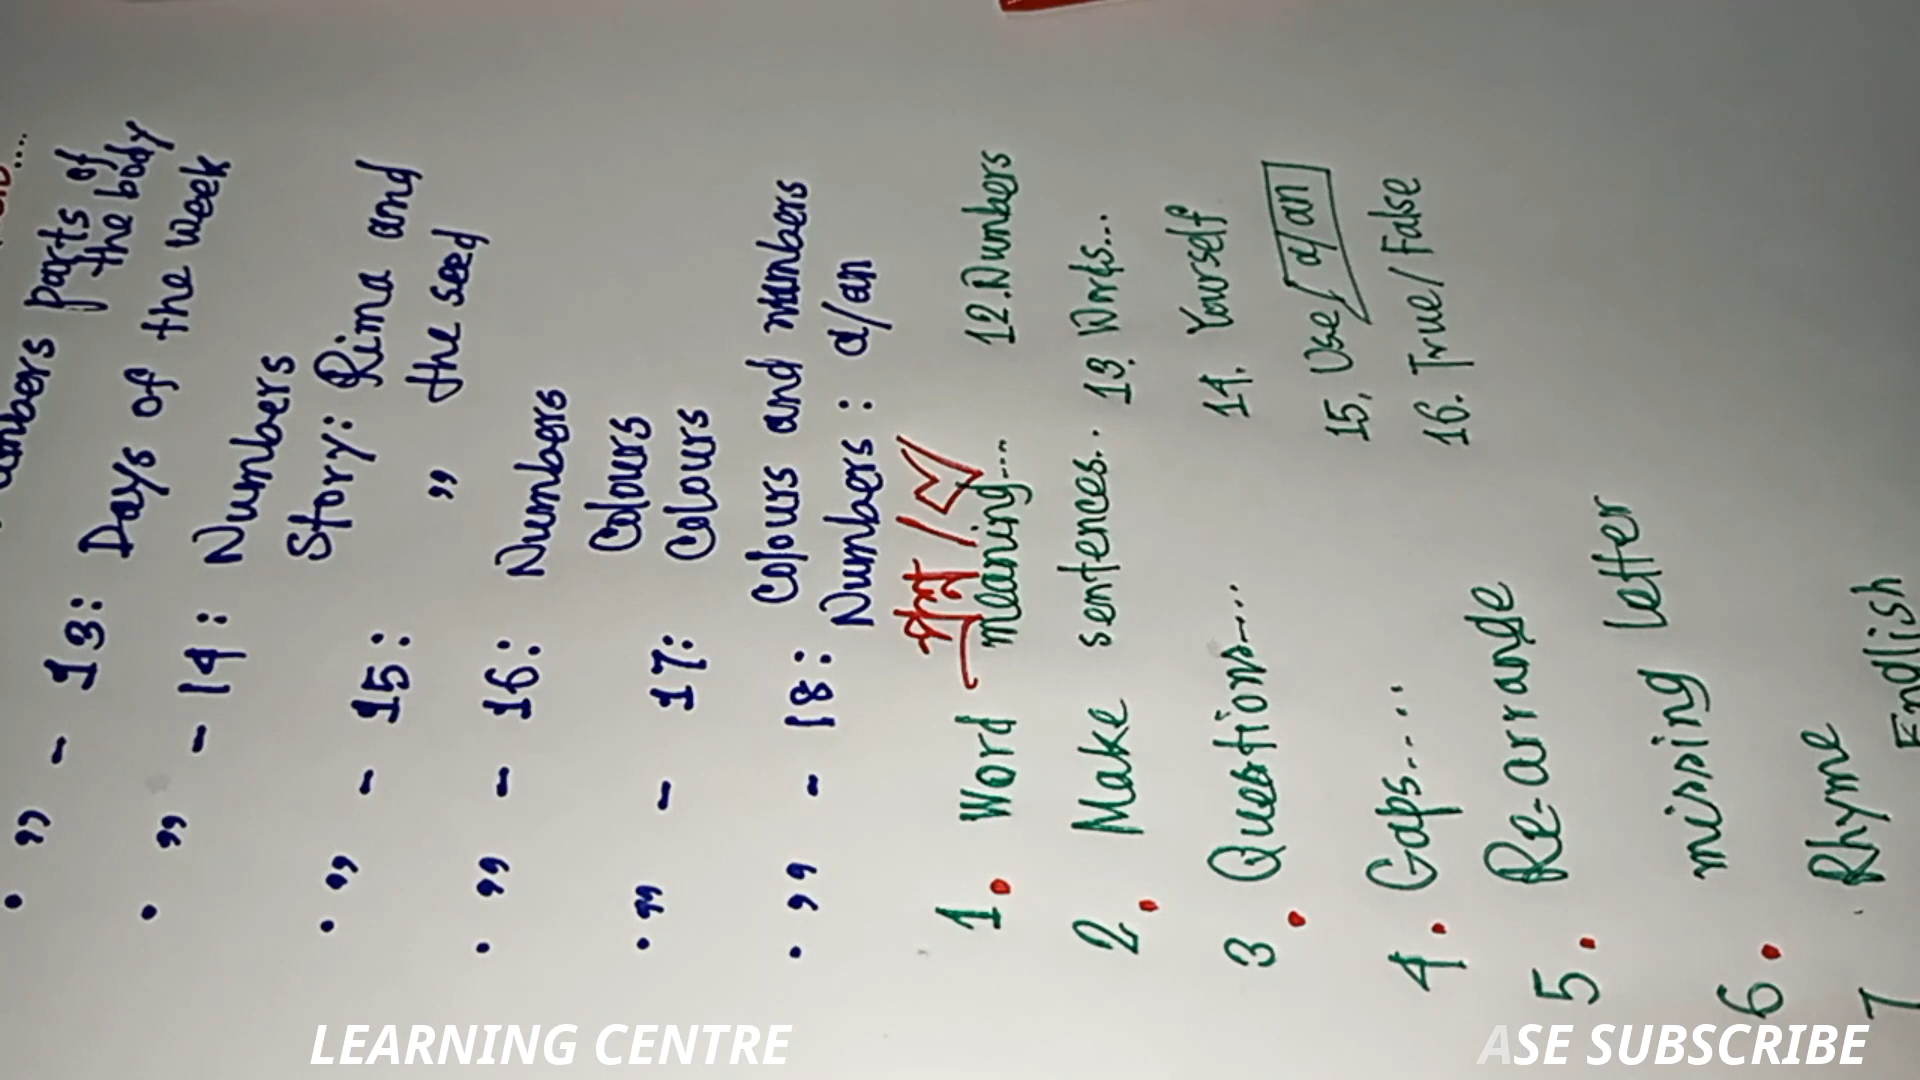 Numbers parts of
the body
" - 13: Days of
the week
" - 14: Numbers
Story: Rima and
" - 15: " the seed
" - 16: Numbers
Colours
" - 17: Colours
Colours and numbers
" - 18: Numbers: a/an
প্রশ্ন /
1. Word meaning.... 12. Numbers
2. Make sentences.. 13. Words...
3. Questions.... 14. Yourself
4. Gaps..... 15. Use a/an
5. Re-arrange 16. True/False
6. missing letter
7. Rhyme
English
LEARNING CENTRE
ASE SUBSCRIBE